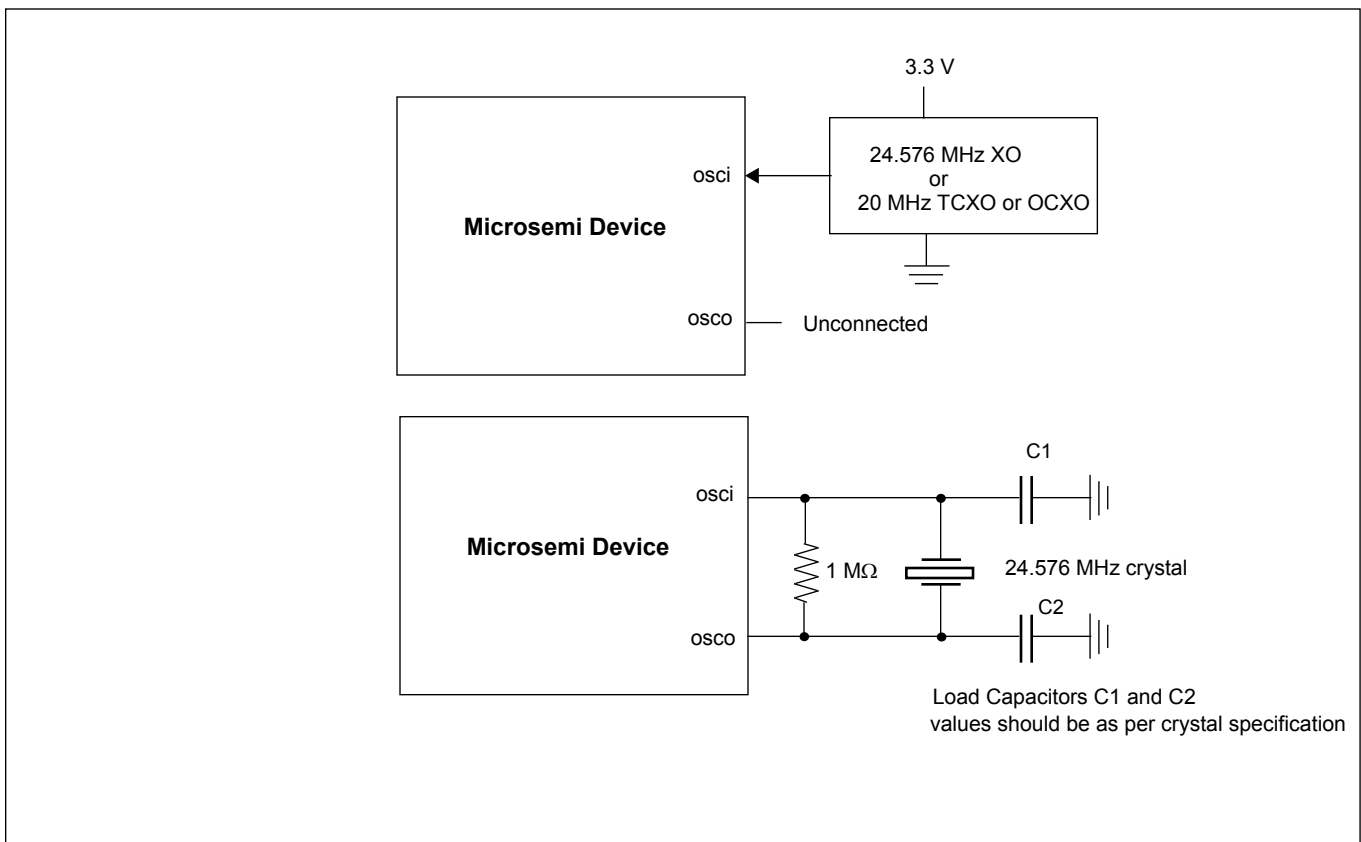 3.3 V
24.576 MHz XO
or
20 MHz TCXO or OCXO
osci
Microsemi Device
osco
Unconnected
C1
osci
Microsemi Device
1 MΩ
24.576 MHz crystal
C2
osco
Load Capacitors C1 and C2
values should be as per crystal specification